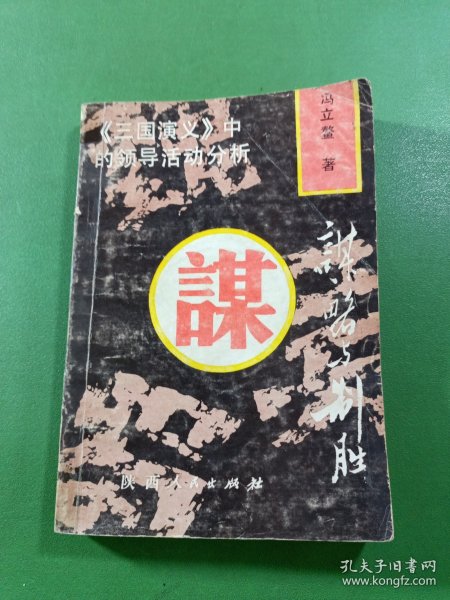 《三国演义》中
的领导活动分析
冯立鳌 著
謀略与制胜
謀
陕西人民出版社
孔夫子旧书网
www.kongfz.com